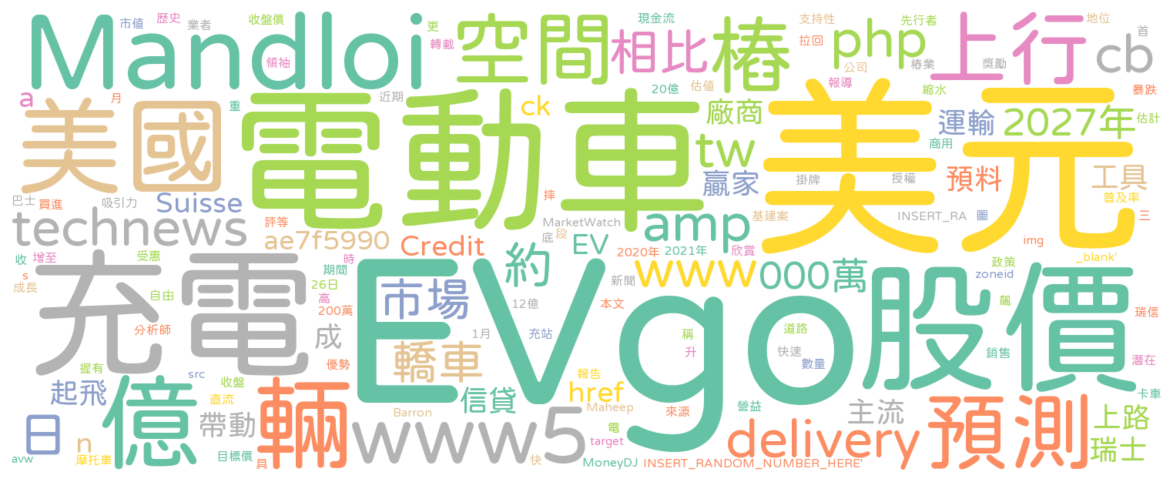 Mandloi 空間 相比 樁 php 上行 cb
市值 歷史 業者 收盤價 更 轉載 領袖 現金流 支持性 先行者 地位 首
拉回 公司 樁業 獎勵
a 月 重 近期 20億 估值 報導 縮水 暴跌
美國 電動車 ck 廠商 tw 美元 運輸 2027年 估計
商用
巴士 買進 吸引力 Suisse 贏家 掛牌 授權 預料 工具
摔 普及率
technews 評等 ae7f5990 Credit MarketWatch 底 段 amp 基建案 INSERT_RA 圖 三
EV 2020年 2021年 欣賞 img
收 增至 受惠 時 約 www 000萬 政策 _blank'
s 成長 期間 26日 高 新聞 zoneid
充電 自由 200萬 市場 12億 本文 EVgo 股價 飆 瑞信
分析師 成 1月 充站 稱 道路
優勢 轎車 升 快速 銷售 潛在
握有 src 收盤 報告 數量
起飛 億 直流 輛 信貸 href 來源 營益 卡車
Barron Maheep 主流 上路
日 n 帶動 www5 電 delivery 預測 瑞士
avw 摩托車 目標價 具 快 target
MoneyDJ INSERT_RANDOM_NUMBER_HERE'